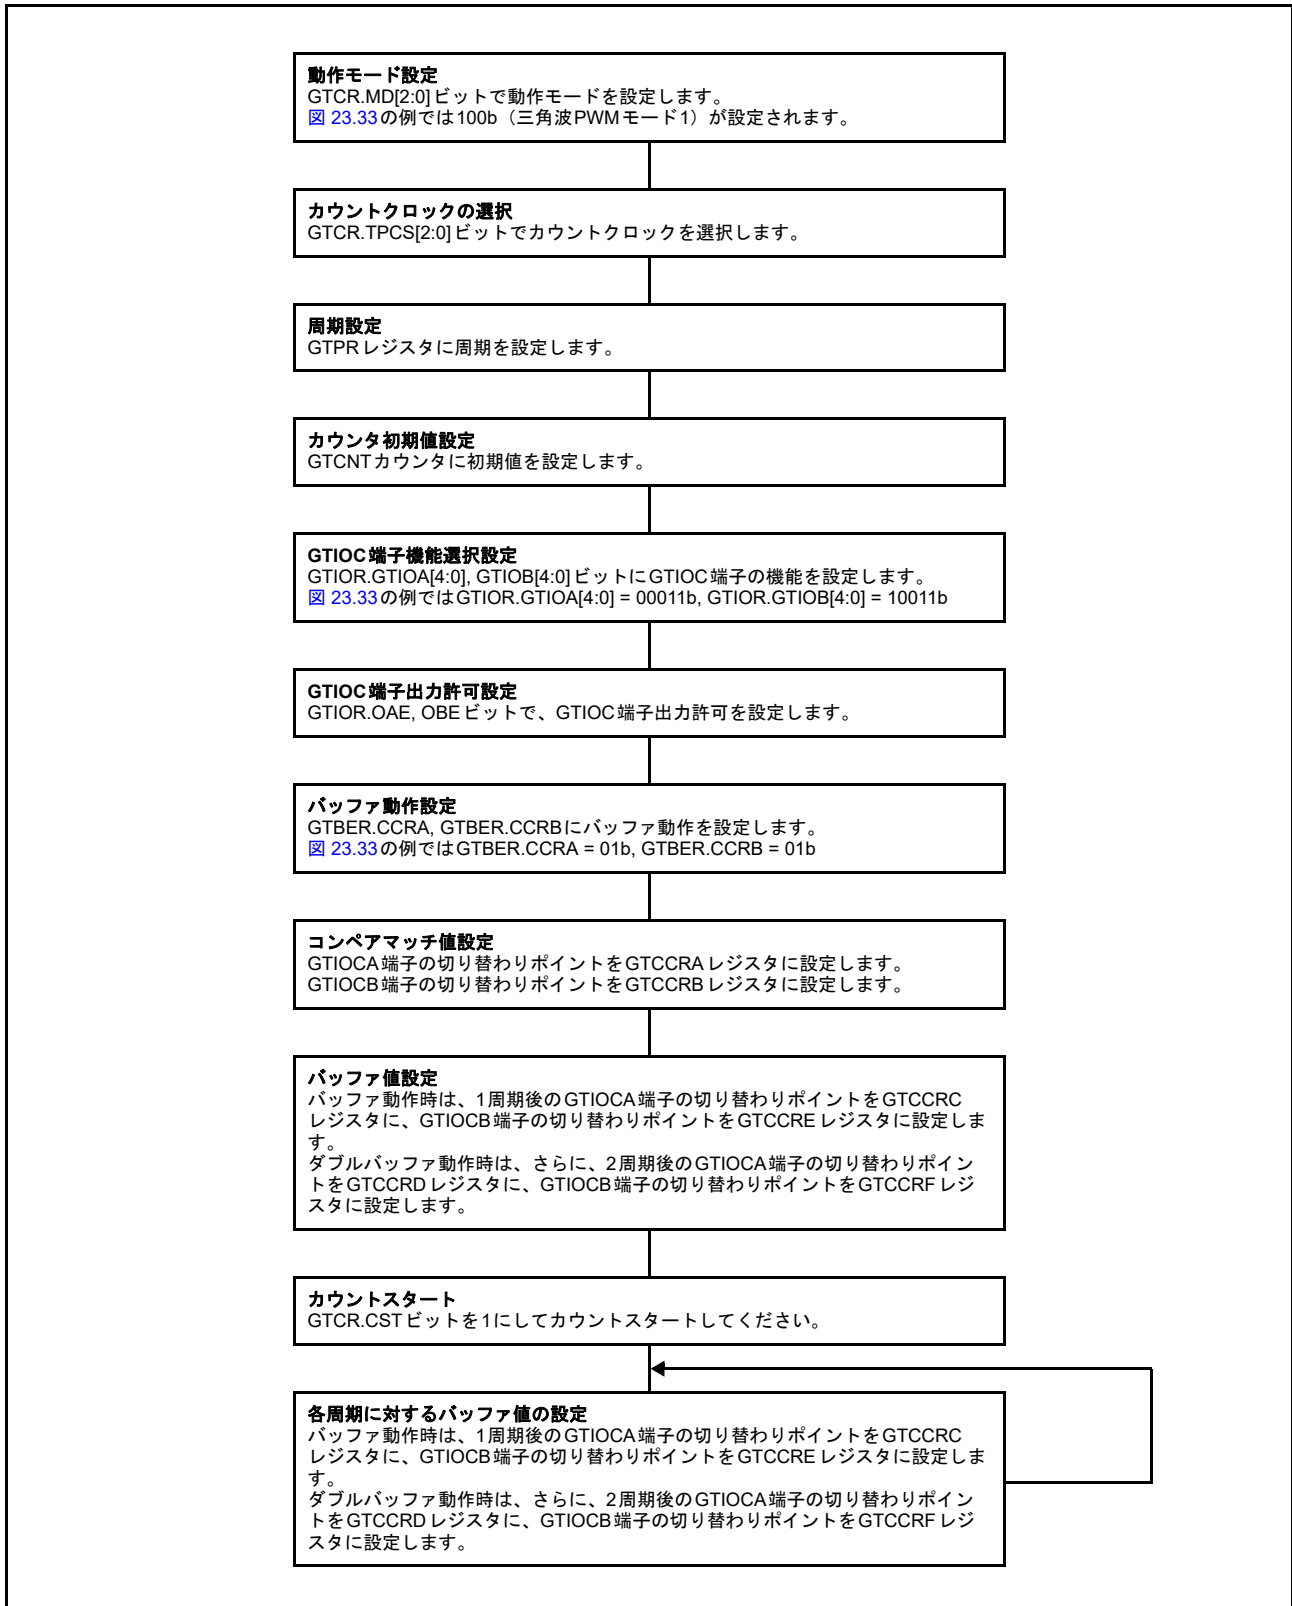 動作モード設定
GTCR.MD[2:0]ビットで動作モードを設定します。
図 23.33の例では100b（三角波PWMモード1）が設定されます。
カウントクロックの選択
GTCR.TPCS[2:0]ビットでカウントクロックを選択します。
周期設定
GTPRレジスタに周期を設定します。
カウンタ初期値設定
GTCNTカウンタに初期値を設定します。
GTIOC端子機能選択設定
GTIOR.GTIOA[4:0], GTIOB[4:0]ビットにGTIOC端子の機能を設定します。
図 23.33の例ではGTIOR.GTIOA[4:0] = 00011b, GTIOR.GTIOB[4:0] = 10011b
GTIOC端子出力許可設定
GTIOR.OAE, OBEビットで、GTIOC端子出力許可を設定します。
バッファ動作設定
GTBER.CCRA, GTBER.CCRBにバッファ動作を設定します。
図 23.33の例ではGTBER.CCRA = 01b, GTBER.CCRB = 01b
コンペアマッチ値設定
GTIOCA端子の切り替わりポイントをGTCCRAレジスタに設定します。
GTIOCB端子の切り替わりポイントをGTCCRBレジスタに設定します。
バッファ値設定
バッファ動作時は、1周期後のGTIOCA端子の切り替わりポイントをGTCCRC
レジスタに、GTIOCB端子の切り替わりポイントをGTCCREレジスタに設定しま
す。
ダブルバッファ動作時は、さらに、2周期後のGTIOCA端子の切り替わりポイン
トをGTCCRDレジスタに、GTIOCB端子の切り替わりポイントをGTCCRFレジ
スタに設定します。
カウントスタート
GTCR.CSTビットを1にしてカウントスタートしてください。
各周期に対するバッファ値の設定
バッファ動作時は、1周期後のGTIOCA端子の切り替わりポイントをGTCCRC
レジスタに、GTIOCB端子の切り替わりポイントをGTCCREレジスタに設定しま
す。
ダブルバッファ動作時は、さらに、2周期後のGTIOCA端子の切り替わりポイン
トをGTCCRDレジスタに、GTIOCB端子の切り替わりポイントをGTCCRFレジ
スタに設定します。